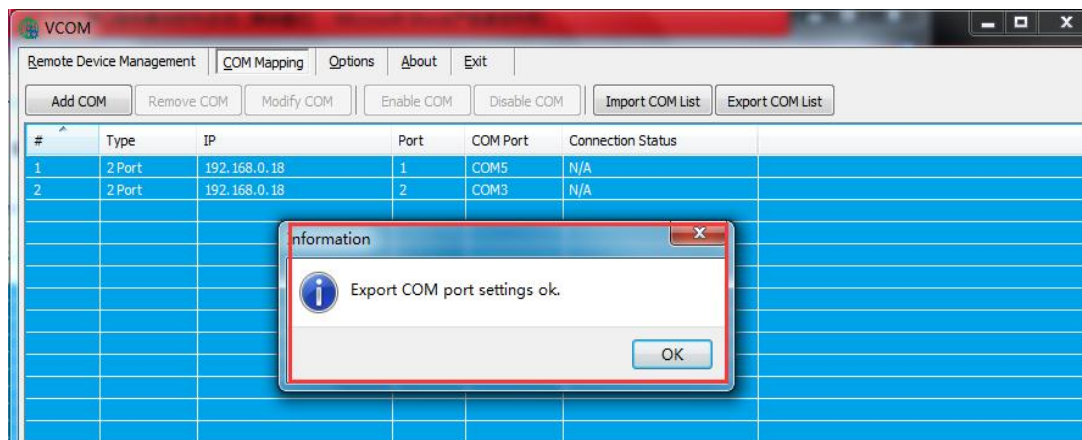 VCOM
Remote Device Management COM Mapping Options About Exit
Add COM Remove COM Modify COM Enable COM Disable COM Import COM List Export COM List
# Type IP Port COM Port Connection Status
1 2 Port 192.168.0.18 1 COM5 N/A
2 2 Port 192.168.0.18 2 COM3 N/A
Information
Export COM port settings ok.
OK